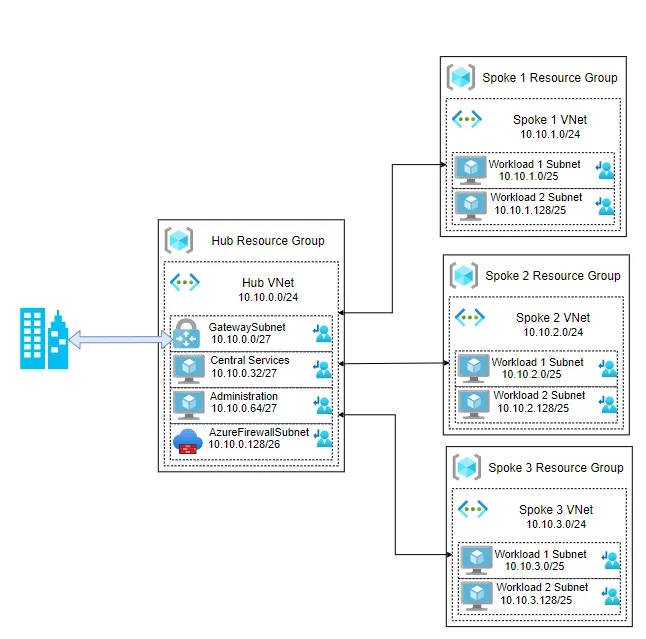 Spoke 1 Resource Group
Spoke 1 VNet
10.10.1.0/24
Workload 1 Subnet
10.10.1.0/25
Workload 2 Subnet
10.10.1.128/25
Hub Resource Group
Hub VNet
10.10.0.0/24
GatewaySubnet
10.10.0.0/27
Central Services
10.10.0.32/27
Administration
10.10.0.64/27
AzureFirewallSubnet
10.10.0.128/26
Spoke 2 Resource Group
Spoke 2 VNet
10.10.2.0/24
Workload 1 Subnet
10.10.2.0/25
Workload 2 Subnet
10.10.2.128/25
Spoke 3 Resource Group
Spoke 3 VNet
10.10.3.0/24
Workload 1 Subnet
10.10.3.0/25
Workload 2 Subnet
10.10.3.128/25